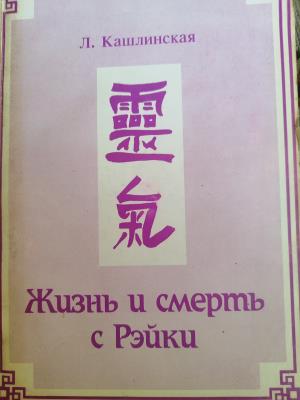 Л. Кашлинская
靈
氣
Жизнь и смерть
с Рэйки